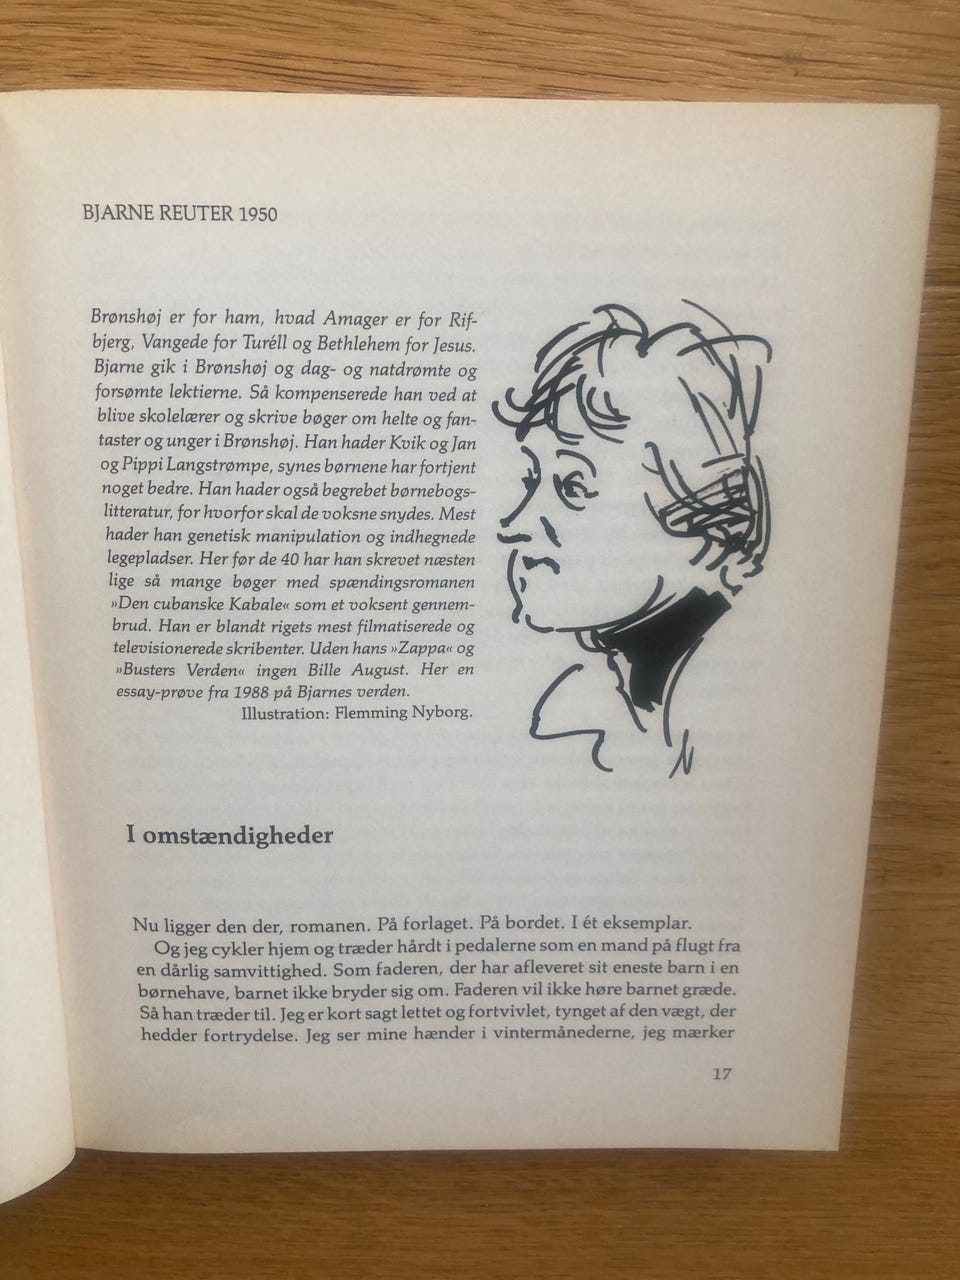 BJARNE REUTER 1950
Brønshøj er for ham, hvad Amager er for Rif-
bjerg, Vangede for Turéll og Bethlehem for Jesus.
Bjarne gik i Brønshøj og dag- og natdrømte og
forsømte lektierne. Så kompenserede han ved at
blive skolelærer og skrive bøger om helte og fan-
taster og unger i Brønshøj. Han hader Kvik og Jan
og Pippi Langstrømpe, synes børnene har fortjent
noget bedre. Han hader også begrebet børnebogs-
litteratur, for hvorfor skal de voksne snydes. Mest
hader han genetisk manipulation og indhegnede
legepladser. Her før de 40 har han skrevet næsten
lige så mange bøger med spændingsromanen
»Den cubanske Kabale« som et voksent gennem-
brud. Han er blandt rigets mest filmatiserede og
televisionerede skribenter. Uden hans »Zappa« og
»Busters Verden« ingen Bille August. Her en
essay-prøve fra 1988 på Bjarnes verden.
Illustration: Flemming Nyborg.
N
I omstændigheder
Nu ligger den der, romanen. På forlaget. På bordet. I ét eksemplar.
Og jeg cykler hjem og træder hårdt i pedalerne som en mand på flugt fra
en dårlig samvittighed. Som faderen, der har afleveret sit eneste barn i en
børnehave, barnet ikke bryder sig om. Faderen vil ikke høre barnet græde.
Så han træder til. Jeg er kort sagt lettet og fortvivlet, tynget af den vægt, der
hedder fortrydelse. Jeg ser mine hænder i vintermånederne, jeg mærker
17